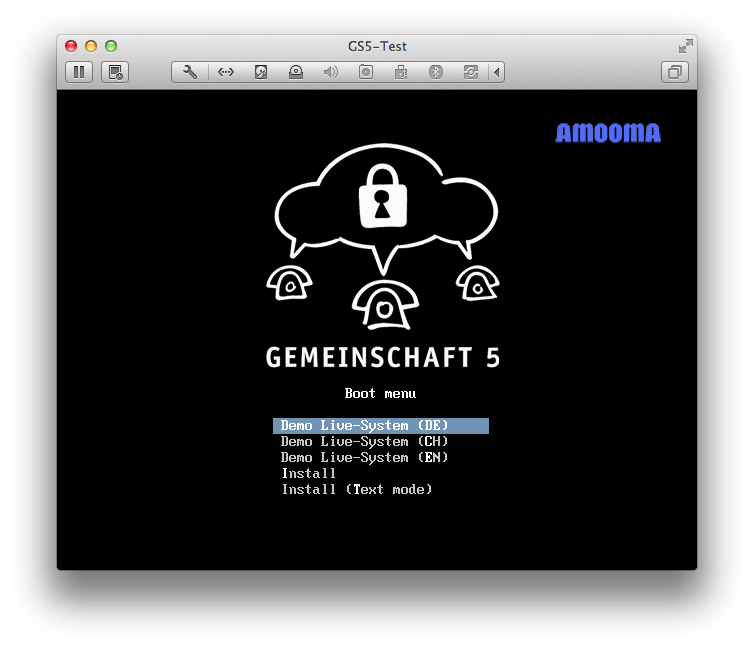 GS5-Test
AMOOMA
GEMEINSCHAFT 5
Boot menu
Demo Live-System (DE)
Demo Live-System (CH)
Demo Live-System (EN)
Install
Install (Text mode)